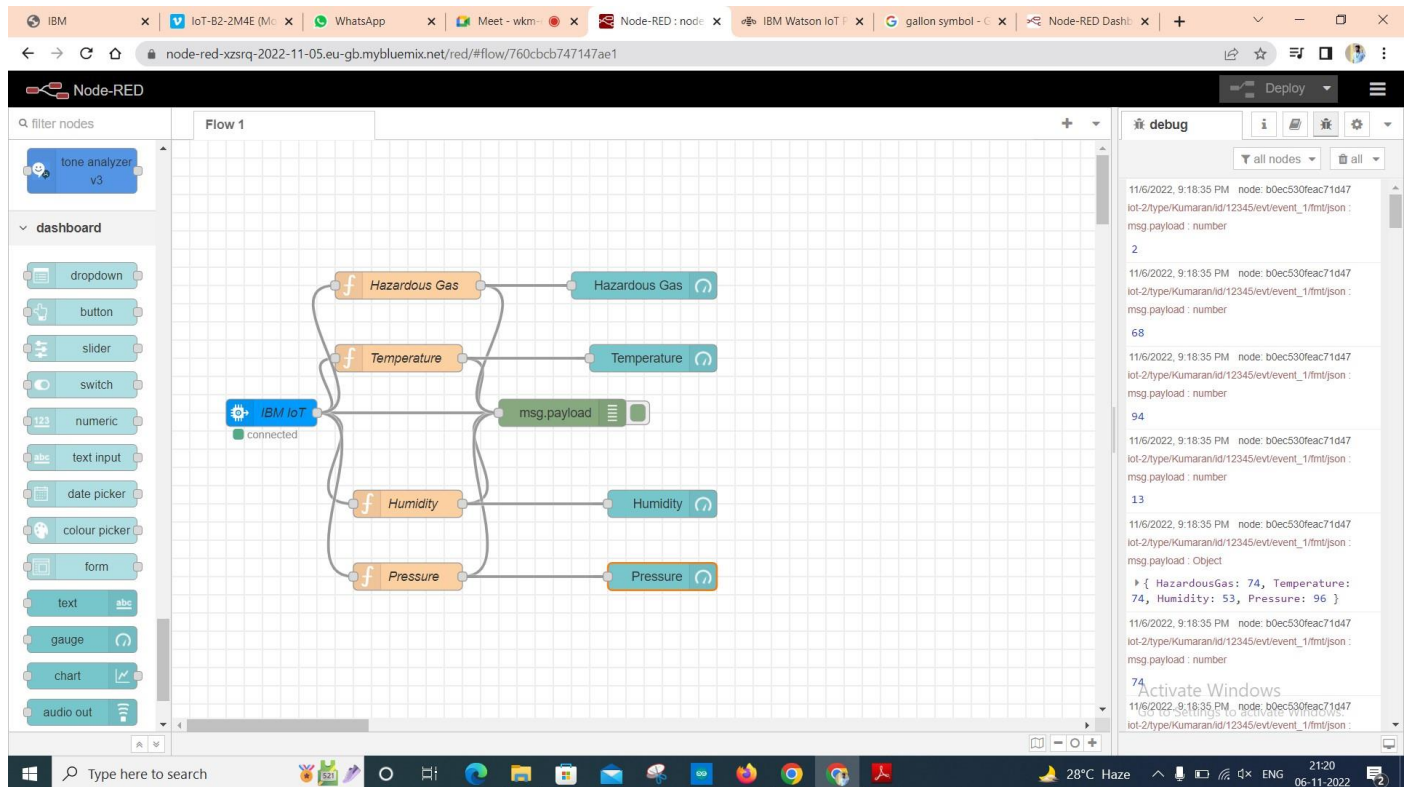 IBM
IoT-B2-2M4E (Mo
WhatsApp
Meet - wkm-
Node-RED : node
IBM Watson IoT P
gallon symbol - G
Node-RED Dashb
node-red-xzsrq-2022-11-05.eu-gb.mybluemix.net/red/#flow/760cbcb747147ae1
Node-RED
Deploy
filter nodes
Flow 1
debug
i
all nodes
all
tone analyzer
v3
dashboard
dropdown
button
slider
switch
123 numeric
abc text input
date picker
colour picker
form
text abc
gauge
chart
audio out
f Hazardous Gas
Hazardous Gas
f Temperature
Temperature
IBM IoT
connected
msg.payload
f Humidity
Humidity
f Pressure
Pressure
11/6/2022, 9:18:35 PM node: b0ec530feac71d47
iot-2/type/Kumaran/id/12345/evt/event_1/fmt/json :
msg.payload : number
2
11/6/2022, 9:18:35 PM node: b0ec530feac71d47
iot-2/type/Kumaran/id/12345/evt/event_1/fmt/json :
msg.payload : number
68
11/6/2022, 9:18:35 PM node: b0ec530feac71d47
iot-2/type/Kumaran/id/12345/evt/event_1/fmt/json :
msg.payload : number
94
11/6/2022, 9:18:35 PM node: b0ec530feac71d47
iot-2/type/Kumaran/id/12345/evt/event_1/fmt/json :
msg.payload : number
13
11/6/2022, 9:18:35 PM node: b0ec530feac71d47
iot-2/type/Kumaran/id/12345/evt/event_1/fmt/json :
msg.payload : Object
{ HazardousGas: 74, Temperature:
74, Humidity: 53, Pressure: 96 }
11/6/2022, 9:18:35 PM node: b0ec530feac71d47
iot-2/type/Kumaran/id/12345/evt/event_1/fmt/json :
msg.payload : number
74
Activate Windows
11/6/2022, 9:18:35 PM node: b0ec530feac71d47
Go to Settings to activate Windows.
iot-2/type/Kumaran/id/12345/evt/event_1/fmt/json :
Type here to search
521
28°C Haze
ENG
21:20
06-11-2022
2